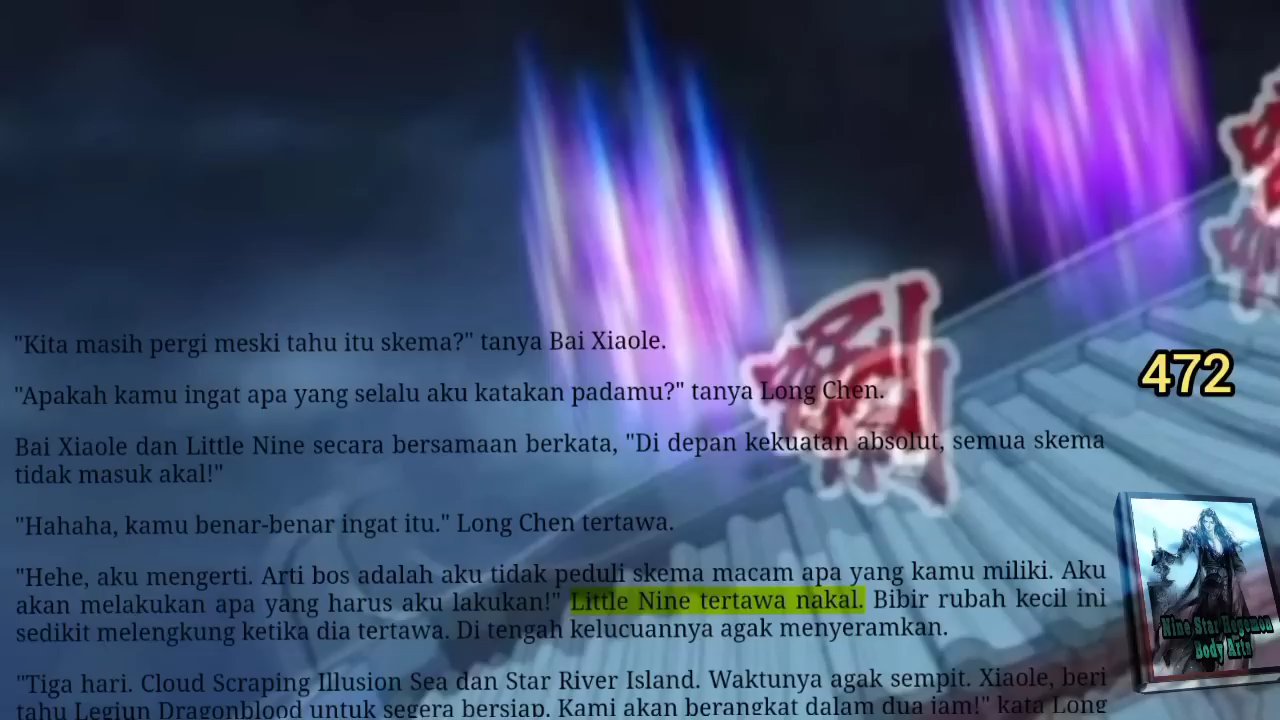 "Kita masih pergi meski tahu itu skema?" tanya Bai Xiaole.
"Apakah kamu ingat apa yang selalu aku katakan padamu?" tanya Long Chen.
472
Bai Xiaole dan Little Nine secara bersamaan berkata, "Di depan kekuatan absolut, semua skema
tidak masuk akal!"
"Hahaha, kamu benar-benar ingat itu." Long Chen tertawa.
"Hehe, aku mengerti. Arti bos adalah aku tidak peduli skema macam apa yang kamu miliki. Aku
akan melakukan apa yang harus aku lakukan!" Little Nine tertawa nakal. Bibir rubah kecil ini
sedikit melengkung ketika dia tertawa. Di tengah kelucuannya agak menyeramkan.
Nine Star Hegemon
Body Arts
"Tiga hari. Cloud Scraping Illusion Sea dan Star River Island. Waktunya agak sempit. Xiaole, beri
tahu Legiun Dragonblood untuk segera bersiap. Kami akan berangkat dalam dua jam!" kata Long